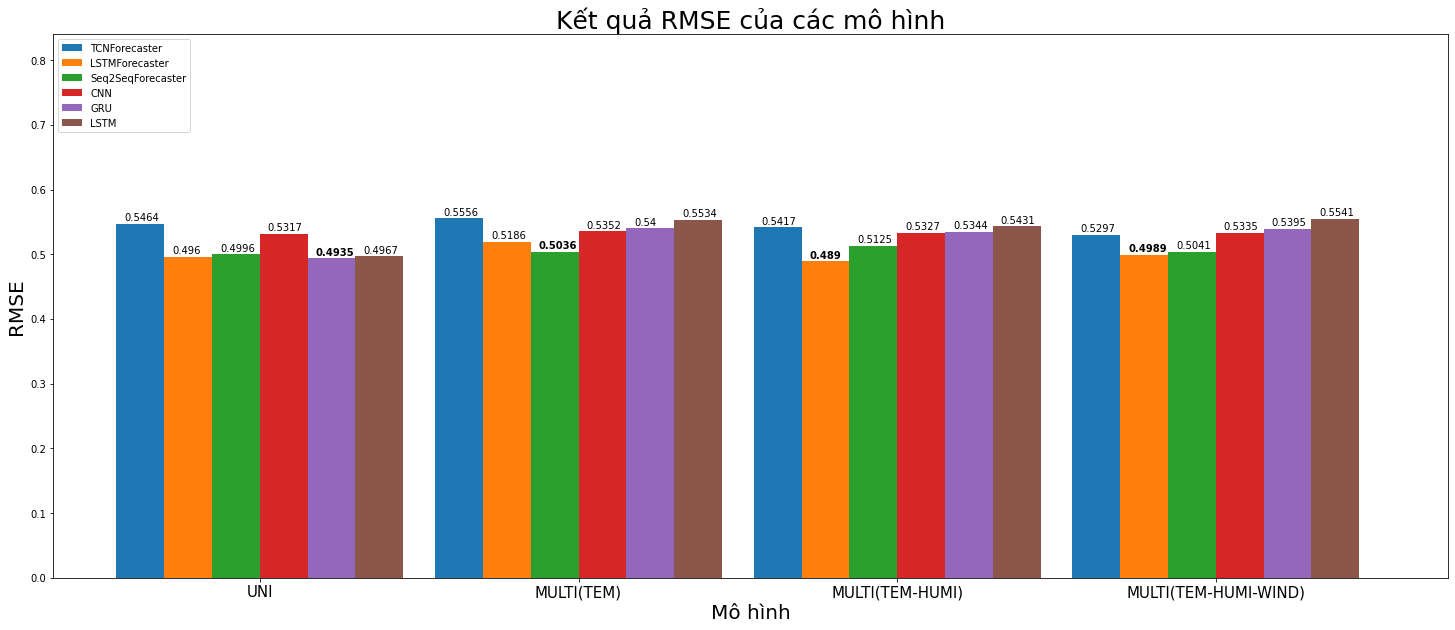 Kết quả RMSE của các mô hình
TCNForecaster
LSTMForecaster
Seq2SeqForecaster
CNN
GRU
LSTM
RMSE
0.8
0.7
0.6
0.5
0.4
0.3
0.2
0.1
0.0
0.5464 0.496 0.4996 0.5317 0.4935 0.4967
0.5556 0.5186 0.5036 0.5352 0.54 0.5534
0.5417 0.489 0.5125 0.5327 0.5344 0.5431
0.5297 0.4989 0.5041 0.5335 0.5395 0.5541
UNI MULTI(TEM) MULTI(TEM-HUMI) MULTI(TEM-HUMI-WIND)
Mô hình